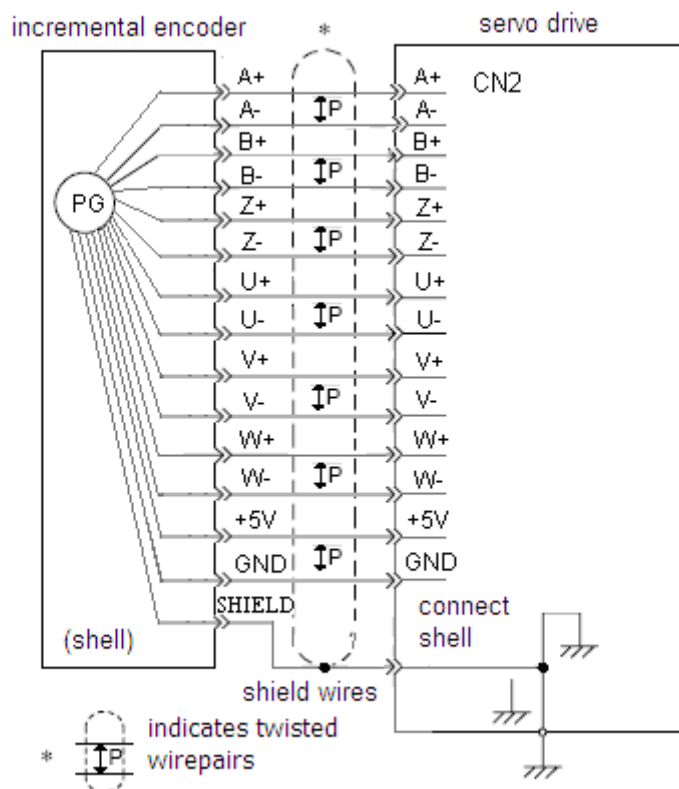 incremental encoder * servo drive
A+ A+ CN2
A- P A-
B+ B+
B- P B-
PG
Z+ Z+
Z- P Z-
U+ U+
U- P U-
V+ V+
V- P V-
W+ W+
W- P W-
+5V +5V
GND P GND
SHIELD
(shell) connect
shell
shield wires
indicates twisted
* P wirepairs